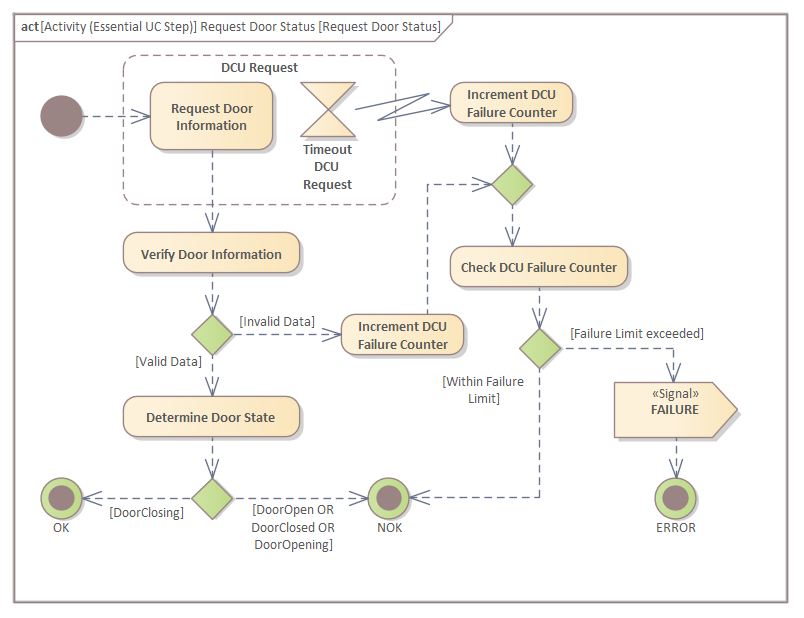 act [Activity (Essential UC Step)] Request Door Status [Request Door Status]
DCU Request
Request Door
Information
Timeout
DCU
Request
Increment DCU
Failure Counter
Verify Door Information
Check DCU Failure Counter
[Invalid Data]
Increment DCU
Failure Counter
[Valid Data]
[Failure Limit exceeded]
[Within Failure
Limit]
«Signal»
FAILURE
Determine Door State
[DoorClosing]
[DoorOpen OR
DoorClosed OR
DoorOpening]
OK
NOK
ERROR